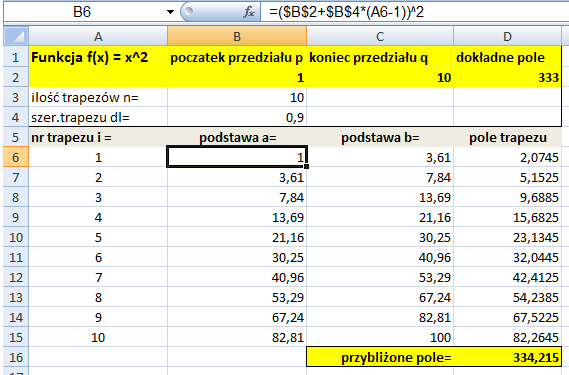 B6 fx =($B$2+$B$4*(A6-1))^2
A B C D
1 Funkcja f(x) = x^2 początek przedziału p koniec przedziału q dokładne pole
2 1 10 333
3 ilość trapezów n= 10
4 szer.trapezu dl= 0,9
5 nr trapezu i = podstawa a= podstawa b= pole trapezu
6 1 1 3,61 2,0745
7 2 3,61 7,84 5,1525
8 3 7,84 13,69 9,6885
9 4 13,69 21,16 15,6825
10 5 21,16 30,25 23,1345
11 6 30,25 40,96 32,0445
12 7 40,96 53,29 42,4125
13 8 53,29 67,24 54,2385
14 9 67,24 82,81 67,5225
15 10 82,81 100 82,2645
16 przybliżone pole= 334,215